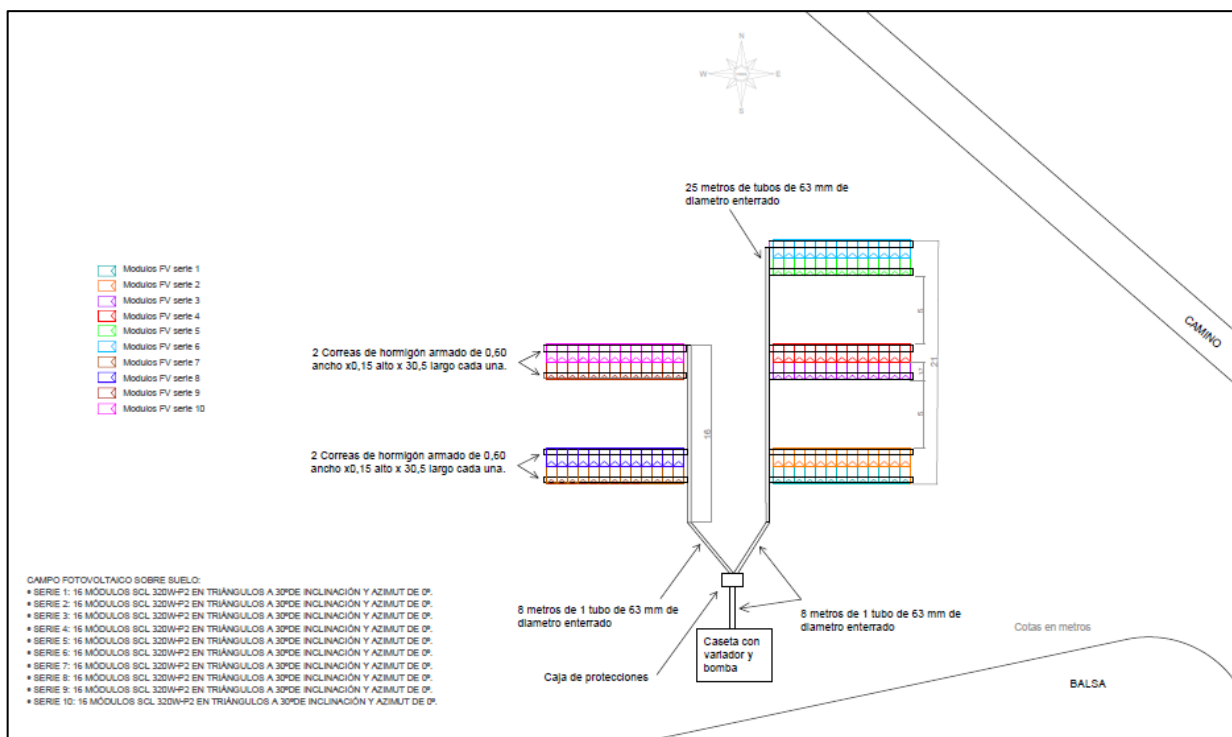 N
W
E
S
25 metros de tubos de 63 mm de
diametro enterrado
CAMINO
Modulos FV serie 1
Modulos FV serie 2
Modulos FV serie 3
Modulos FV serie 4
Modulos FV serie 5
Modulos FV serie 6
Modulos FV serie 7
Modulos FV serie 8
Modulos FV serie 9
Modulos FV serie 10
2 Correas de hormigón armado de 0,60
ancho x0,15 alto x 30,5 largo cada una.
2 Correas de hormigón armado de 0,60
ancho x0,15 alto x 30,5 largo cada una.
21
5
16
CAMPO FOTOVOLTAICO SOBRE SUELO:
• SERIE 1: 16 MÓDULOS SCL 320W-P2 EN TRIÁNGULOS A 30ºDE INCLINACIÓN Y AZIMUT DE 0º.
• SERIE 2: 16 MÓDULOS SCL 320W-P2 EN TRIÁNGULOS A 30ºDE INCLINACIÓN Y AZIMUT DE 0º.
• SERIE 3: 16 MÓDULOS SCL 320W-P2 EN TRIÁNGULOS A 30ºDE INCLINACIÓN Y AZIMUT DE 0º.
• SERIE 4: 16 MÓDULOS SCL 320W-P2 EN TRIÁNGULOS A 30ºDE INCLINACIÓN Y AZIMUT DE 0º.
• SERIE 5: 16 MÓDULOS SCL 320W-P2 EN TRIÁNGULOS A 30ºDE INCLINACIÓN Y AZIMUT DE 0º.
• SERIE 6: 16 MÓDULOS SCL 320W-P2 EN TRIÁNGULOS A 30ºDE INCLINACIÓN Y AZIMUT DE 0º.
• SERIE 7: 16 MÓDULOS SCL 320W-P2 EN TRIÁNGULOS A 30ºDE INCLINACIÓN Y AZIMUT DE 0º.
• SERIE 8: 16 MÓDULOS SCL 320W-P2 EN TRIÁNGULOS A 30ºDE INCLINACIÓN Y AZIMUT DE 0º.
• SERIE 9: 16 MÓDULOS SCL 320W-P2 EN TRIÁNGULOS A 30ºDE INCLINACIÓN Y AZIMUT DE 0º.
• SERIE 10: 16 MÓDULOS SCL 320W-P2 EN TRIÁNGULOS A 30ºDE INCLINACIÓN Y AZIMUT DE 0º.
8 metros de 1 tubo de 63 mm de
diametro enterrado
8 metros de 1 tubo de 63 mm de
diametro enterrado
Caja de protecciones
Caseta con
variador y
bomba
Cotas en metros
BALSA